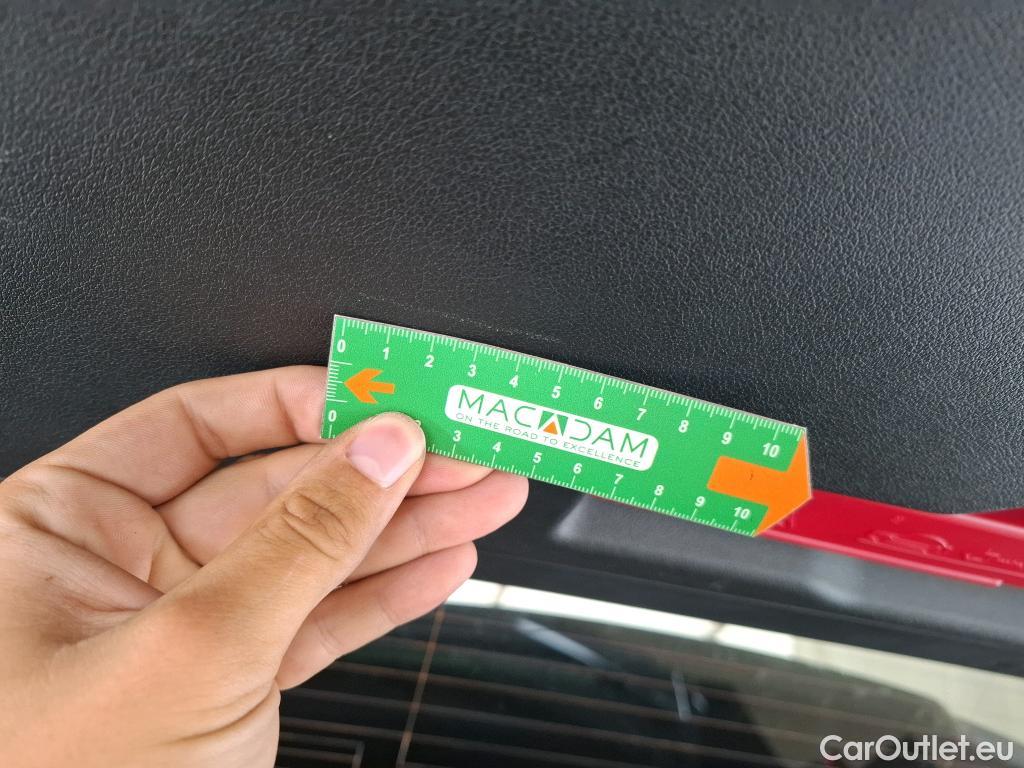 0 1 2 3 4 5 6 7 8 9 10
MACADAM
ON THE ROAD TO EXCELLENCE
0 3 4 5 6 7 8 9 10
CarOutlet.eu